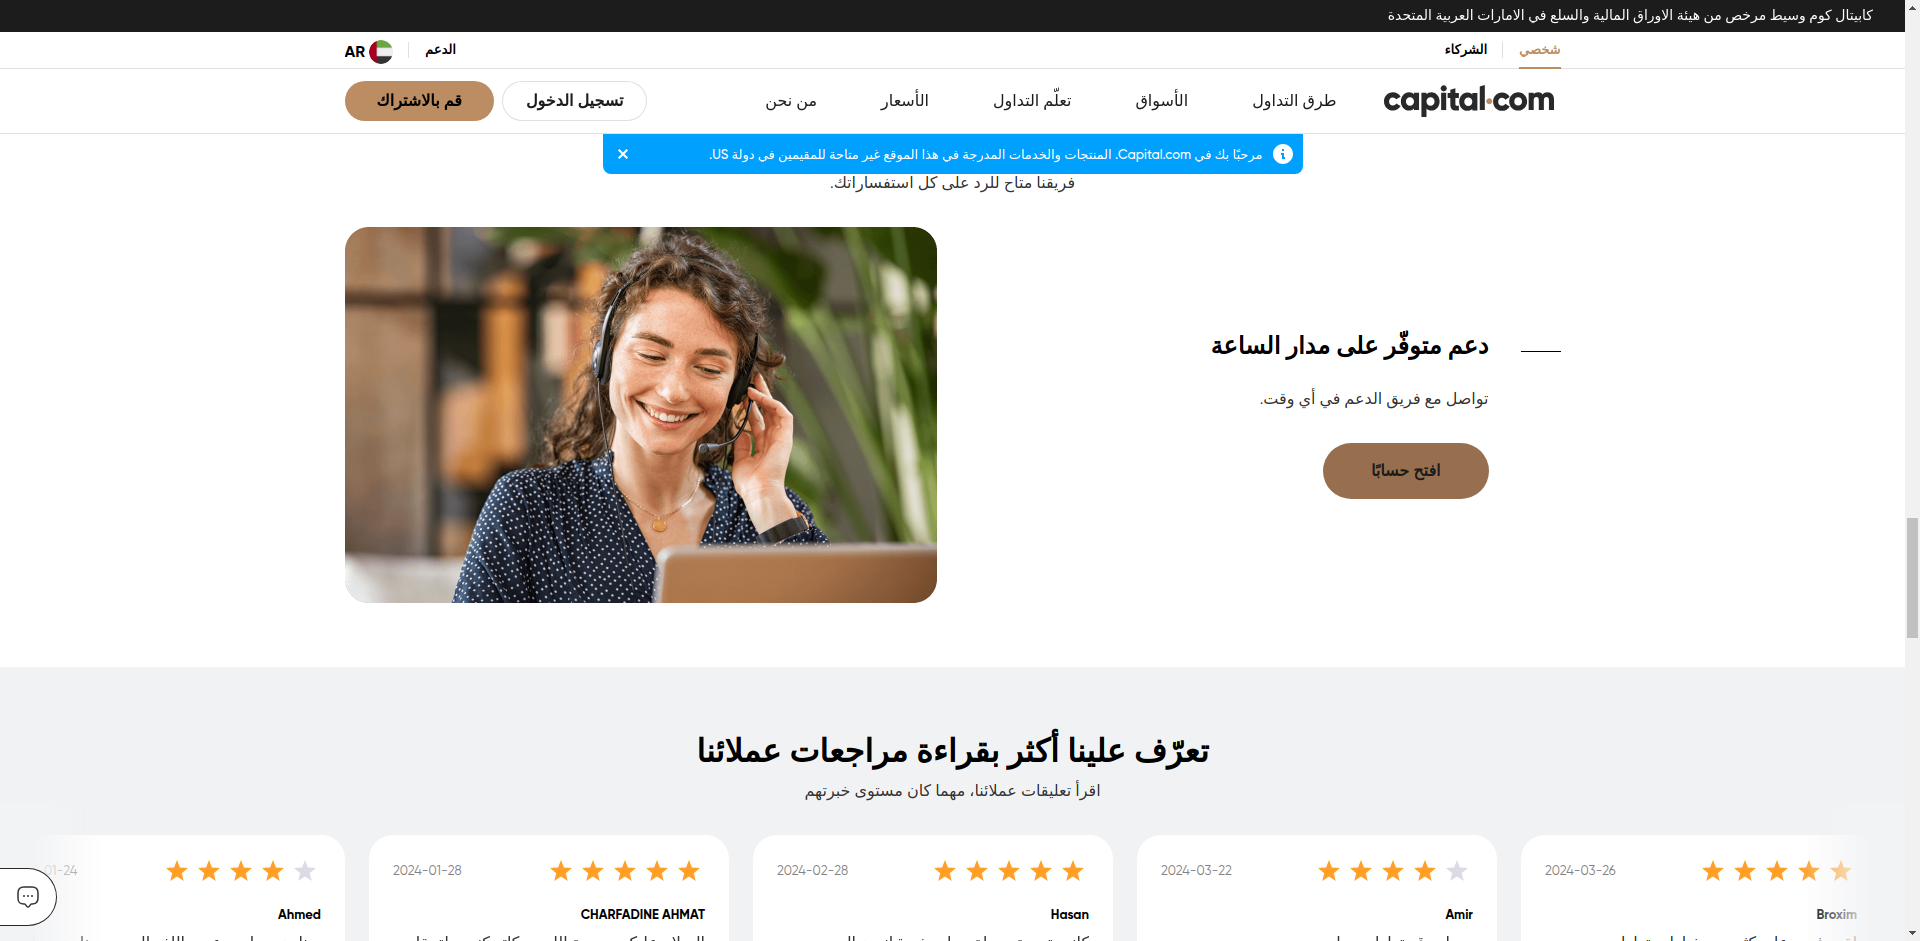 كابيتال كوم وسيط مرخص من هيئة الاوراق المالية والسلع في الامارات العربية المتحدة
شخصي
الشركاء
الدعم
AR
capital.com
طرق التداول
الأسواق
تعلّم التداول
الأسعار
من نحن
تسجيل الدخول
قم بالاشتراك
مرحبًا بك في Capital.com. المنتجات والخدمات المدرجة في هذا الموقع غير متاحة للمقيمين في دولة US.
فريقنا متاح للرد على كل استفساراتك.
دعم متوفّر على مدار الساعة
تواصل مع فريق الدعم في أي وقت.
افتح حسابًا
تعرّف علينا أكثر بقراءة مراجعات عملائنا
اقرأ تعليقات عملائنا، مهما كان مستوى خبرتهم
2024-03-26
Broxim
2024-03-22
Amir
2024-02-28
Hasan
2024-01-28
CHARFADINE AHMAT
01-24
Ahmed